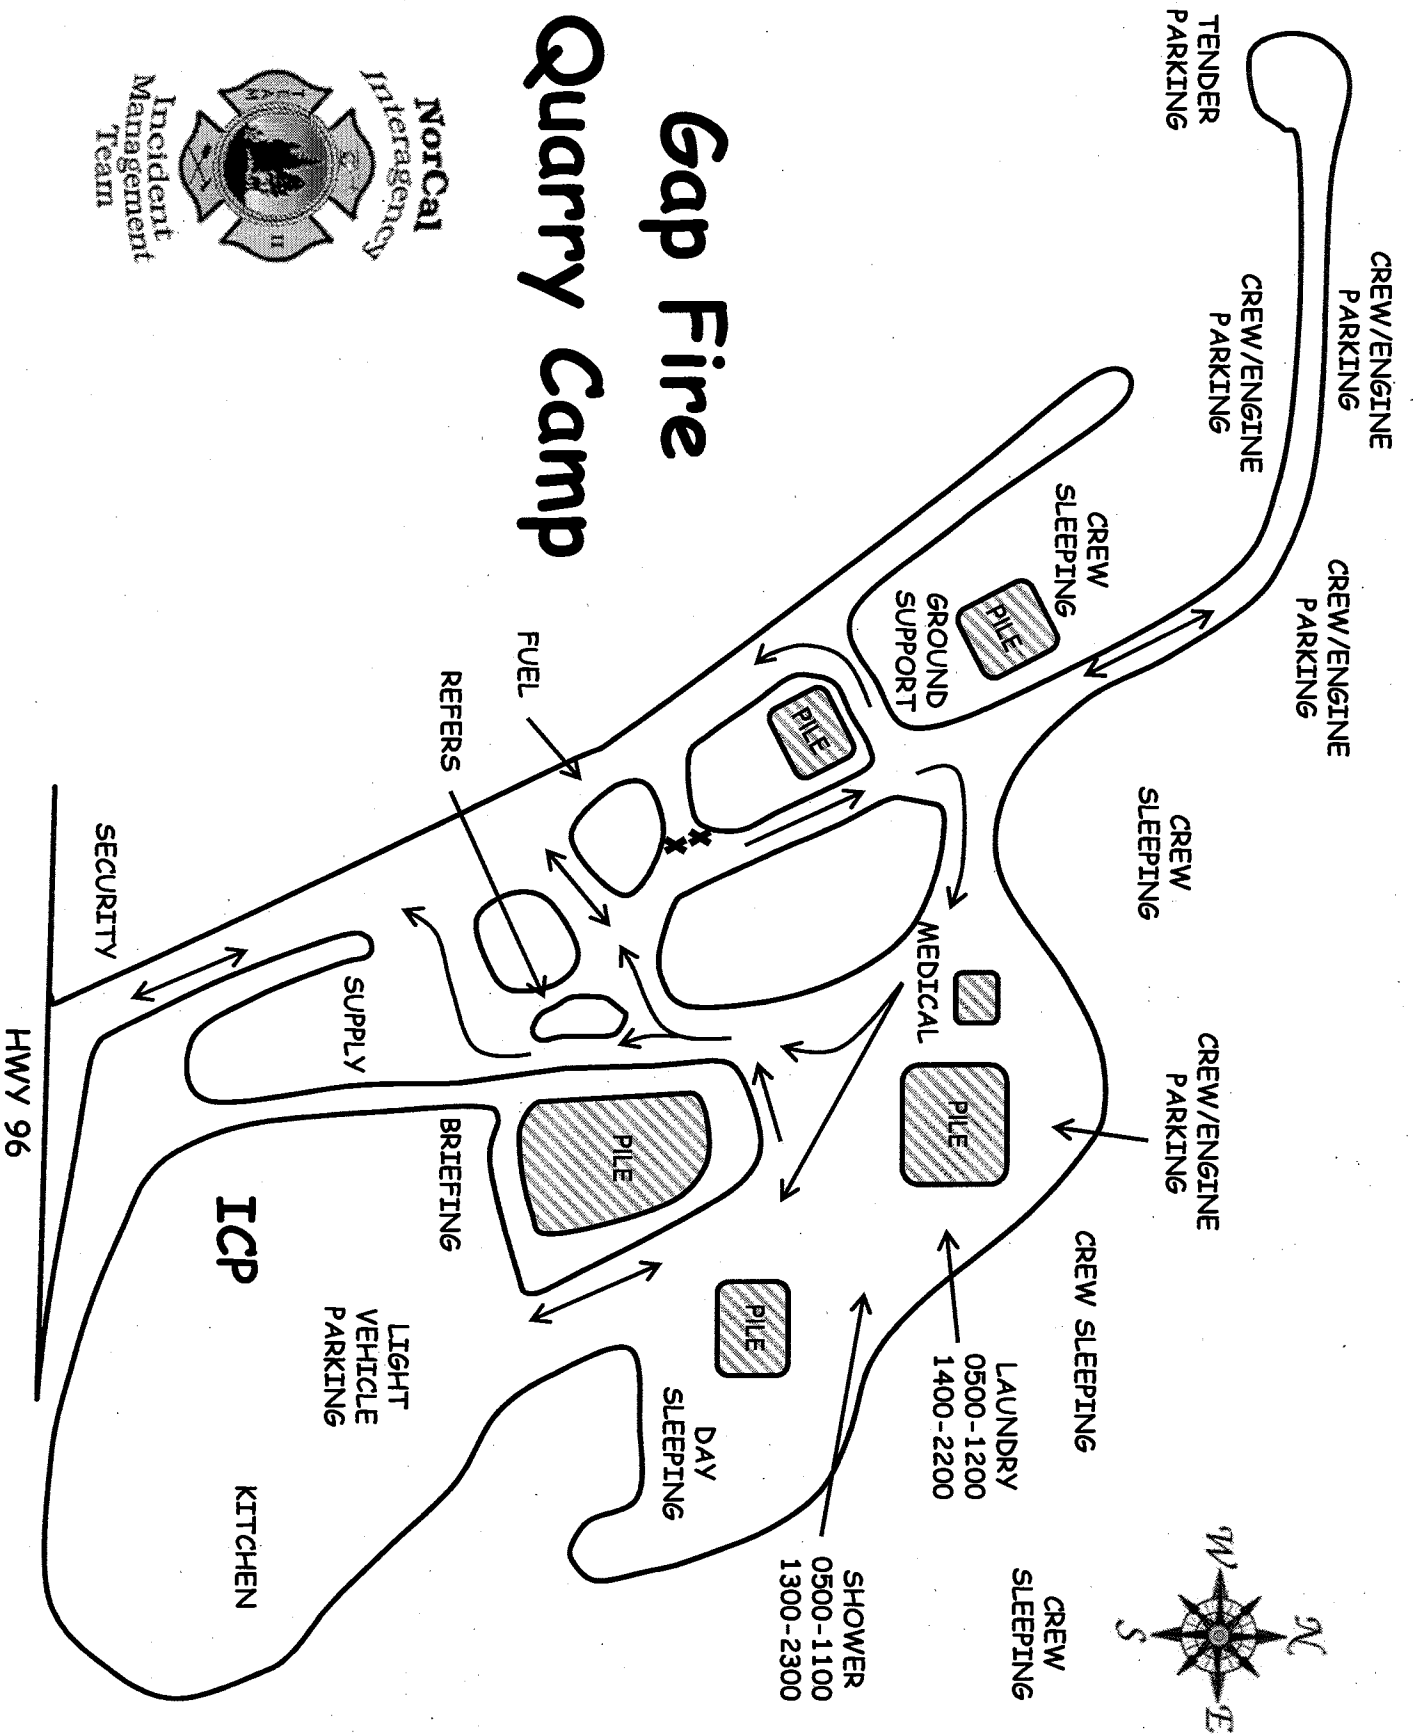 CREW/ENGINE
PARKING
CREW/ENGINE
PARKING
TENDER
PARKING
CREW/ENGINE
PARKING
CREW
SLEEPING
CREW/ENGINE
PARKING
CREW SLEEPING
CREW
SLEEPING
N
W
E
S
CREW
SLEEPING
PILE
GROUND
SUPPORT
PILE
MEDICAL
PILE
LAUNDRY
0500-1200
1400-2200
SHOWER
0500-1100
1300-2300
PILE
DAY
SLEEPING
PILE
Gap Fire
Quarry Camp
FUEL
REFERS
BRIEFING
SUPPLY
LIGHT
VEHICLE
PARKING
ICP
KITCHEN
SECURITY
HWY 96
NorCal
Interagency
II
Incident
Management
Team